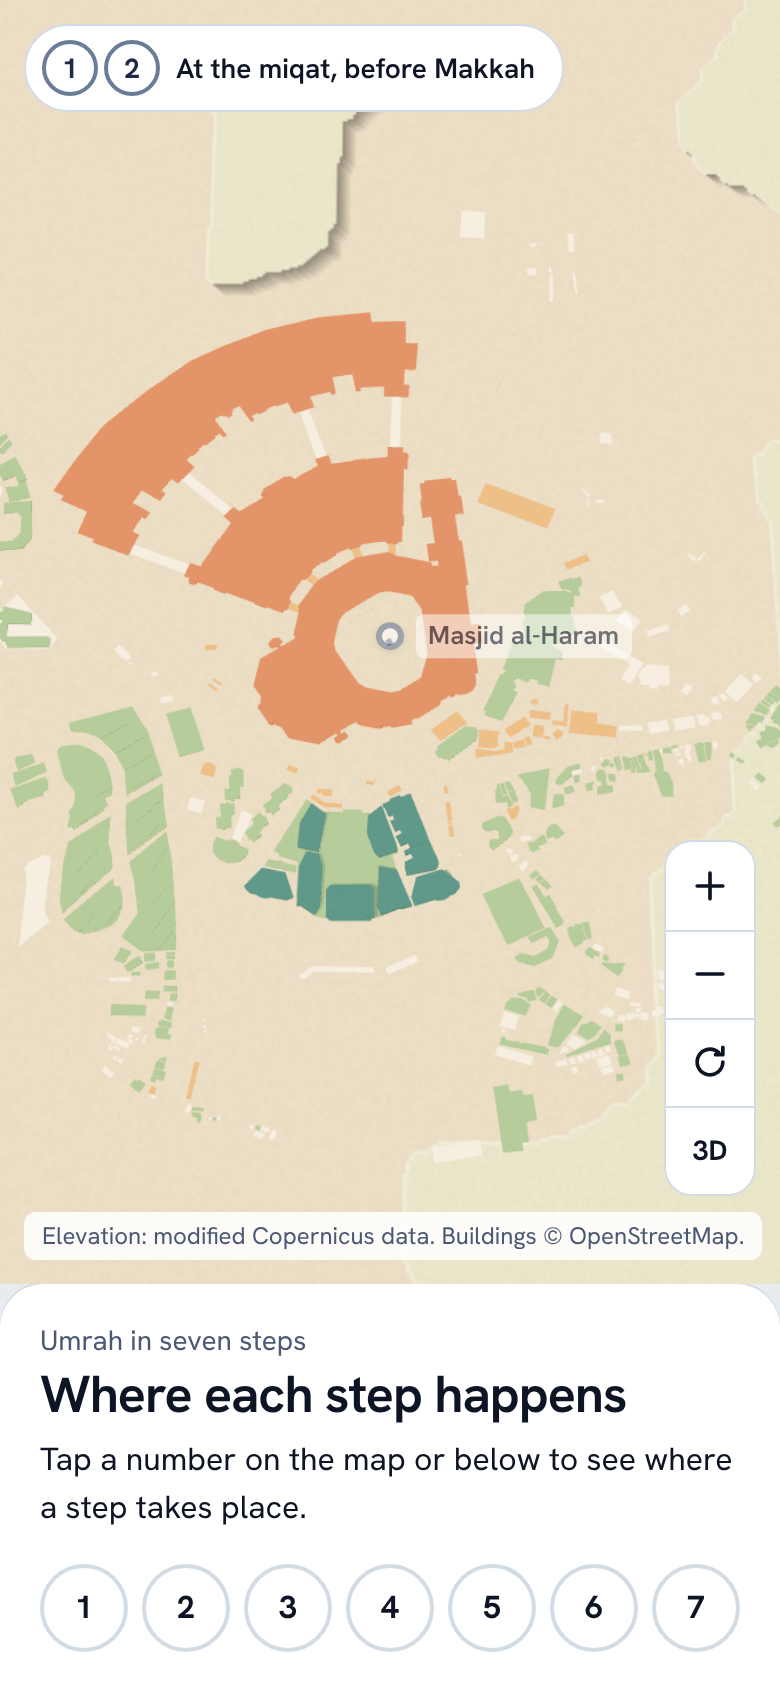 1 2 At the miqat, before Makkah
Masjid al-Haram
3D
Elevation: modified Copernicus data. Buildings © OpenStreetMap.
Umrah in seven steps
Where each step happens
Tap a number on the map or below to see where
a step takes place.
1 2 3 4 5 6 7